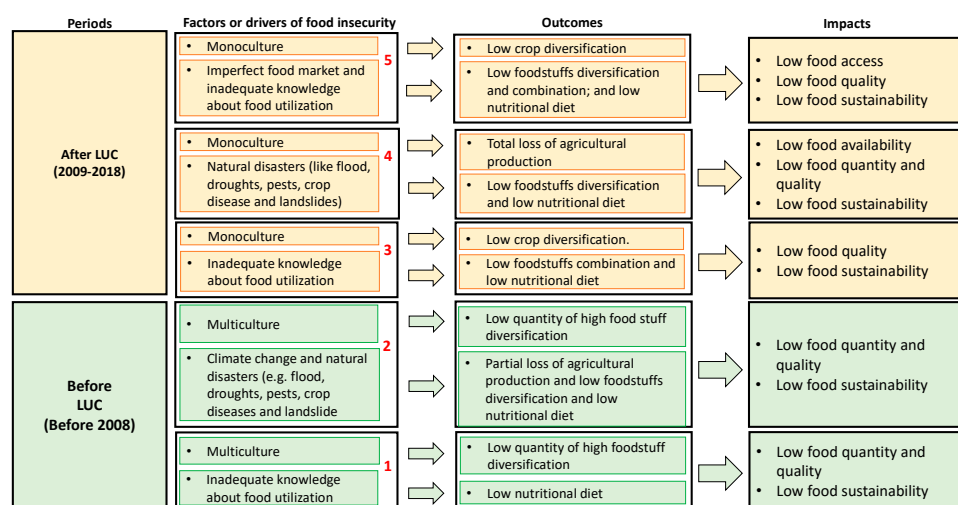 Periods
Factors or drivers of food insecurity
Outcomes
Impacts
After LUC
(2009-2018)
• Monoculture
5
• Imperfect food market and
inadequate knowledge
about food utilization
• Low crop diversification
• Low foodstuffs diversification
and combination; and low
nutritional diet
• Low food access
• Low food quality
• Low food sustainability
• Monoculture
4
• Natural disasters (like flood,
droughts, pests, crop
disease and landslides)
• Total loss of agricultural
production
• Low foodstuffs diversification
and low nutritional diet
• Low food availability
• Low food quantity and
quality
• Low food sustainability
• Monoculture
3
• Inadequate knowledge
about food utilization
• Low crop diversification.
• Low foodstuffs combination and
low nutritional diet
• Low food quality
• Low food sustainability
Before
LUC
(Before 2008)
• Multiculture
2
• Climate change and natural
disasters (e.g. flood,
droughts, pests, crop
diseases and landslide
• Low quantity of high food stuff
diversification
• Partial loss of agricultural
production and low foodstuffs
diversification and low
nutritional diet
• Low food quantity and
quality
• Low food sustainability
• Multiculture
1
• Inadequate knowledge
about food utilization
• Low quantity of high foodstuff
diversification
• Low nutritional diet
• Low food quantity and
quality
• Low food sustainability